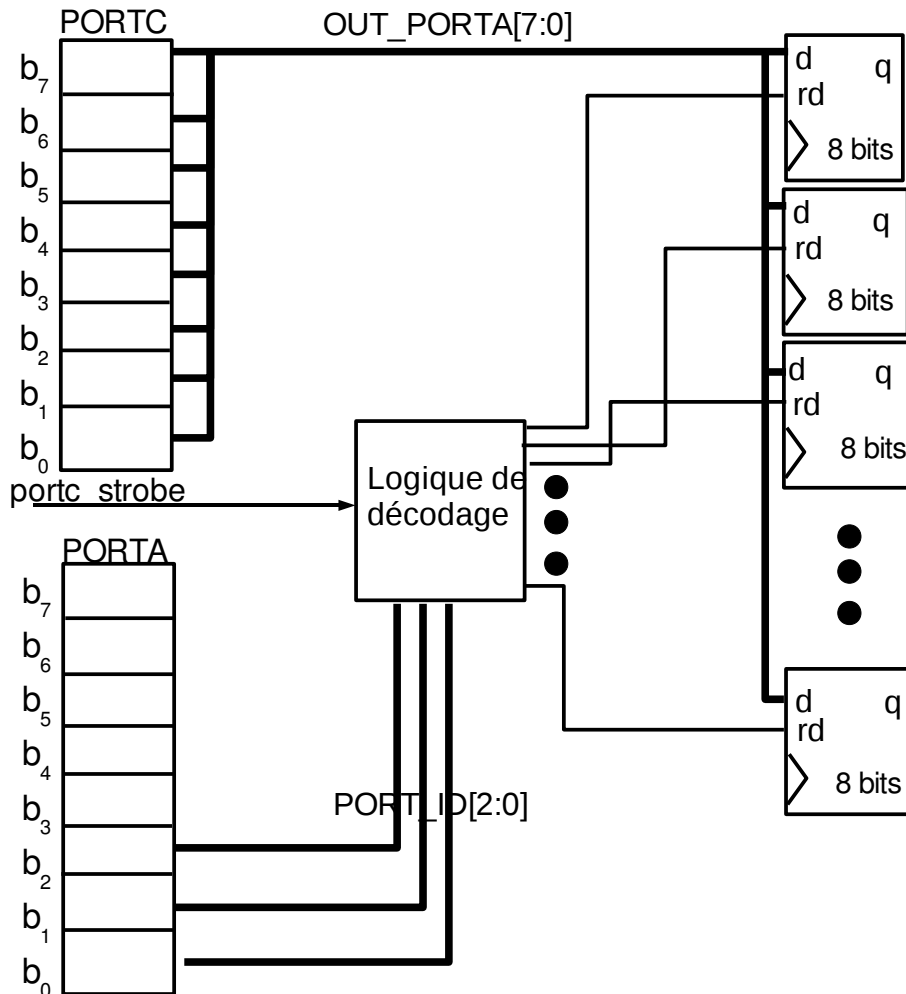 PORTC
OUT_PORTA[7:0]
b7
b6
b5
b4
b3
b2
b1
b0
d q
rd
8 bits
d q
rd
8 bits
d q
rd
8 bits
portc_strobe
Logique de
décodage
PORTA
b7
b6
b5
b4
b3
b2
b1
b0
PORT_ID[2:0]
d q
rd
8 bits